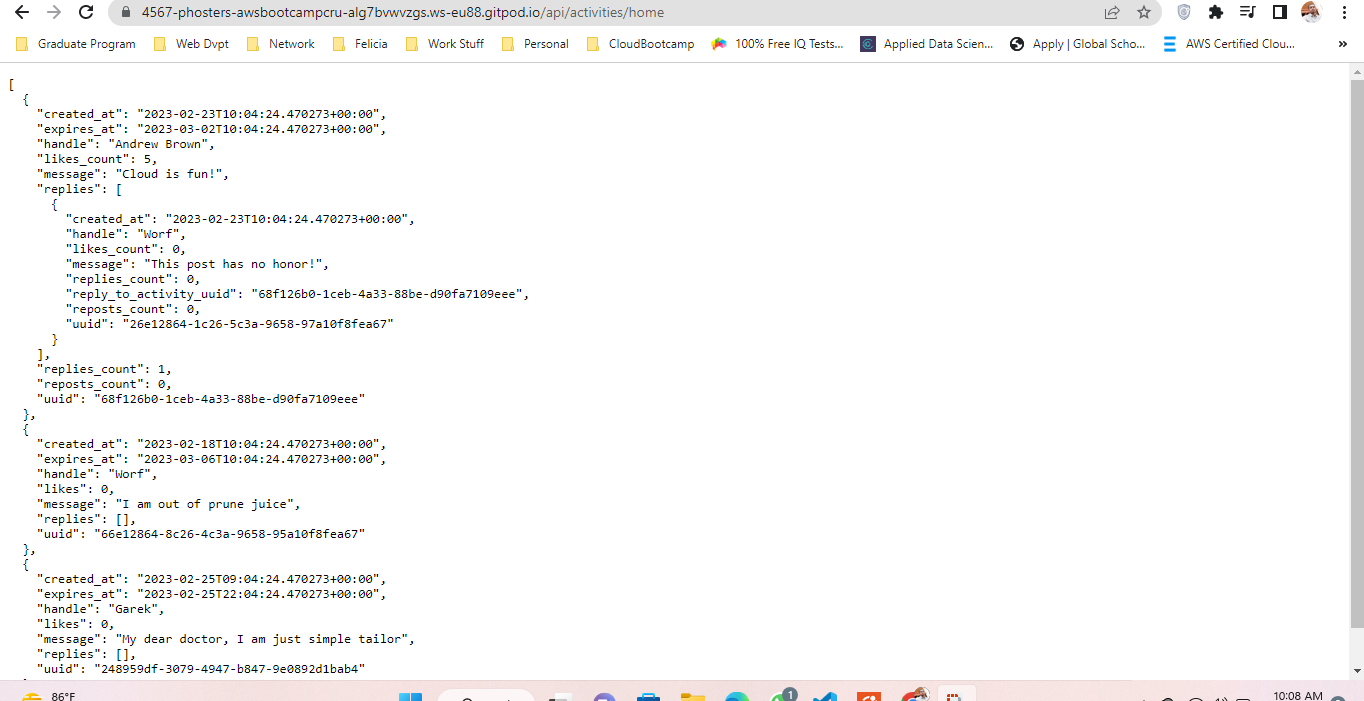 4567-phosters-awsbootcampcru-alg7bvwvzgs.ws-eu88.gitpod.io/api/activities/home
Graduate Program Web Dvpt Network Felicia Work Stuff Personal CloudBootcamp 100% Free IQ Tests... Applied Data Scien... Apply | Global Scho... AWS Certified Clou... »
[
{
"created_at": "2023-02-23T10:04:24.470273+00:00",
"expires_at": "2023-03-02T10:04:24.470273+00:00",
"handle": "Andrew Brown",
"likes_count": 5,
"message": "Cloud is fun!",
"replies": [
{
"created_at": "2023-02-23T10:04:24.470273+00:00",
"handle": "Worf",
"likes_count": 0,
"message": "This post has no honor!",
"replies_count": 0,
"reply_to_activity_uuid": "68f126b0-1ceb-4a33-88be-d90fa7109eee",
"reposts_count": 0,
"uuid": "26e12864-1c26-5c3a-9658-97a10f8fea67"
}
],
"replies_count": 1,
"reposts_count": 0,
"uuid": "68f126b0-1ceb-4a33-88be-d90fa7109eee"
},
{
"created_at": "2023-02-18T10:04:24.470273+00:00",
"expires_at": "2023-03-06T10:04:24.470273+00:00",
"handle": "Worf",
"likes": 0,
"message": "I am out of prune juice",
"replies": [],
"uuid": "66e12864-8c26-4c3a-9658-95a10f8fea67"
},
{
"created_at": "2023-02-25T09:04:24.470273+00:00",
"expires_at": "2023-02-25T22:04:24.470273+00:00",
"handle": "Garek",
"likes": 0,
"message": "My dear doctor, I am just simple tailor",
"replies": [],
"uuid": "248959df-3079-4947-b847-9e0892d1bab4"
86°F 1 10:08 AM